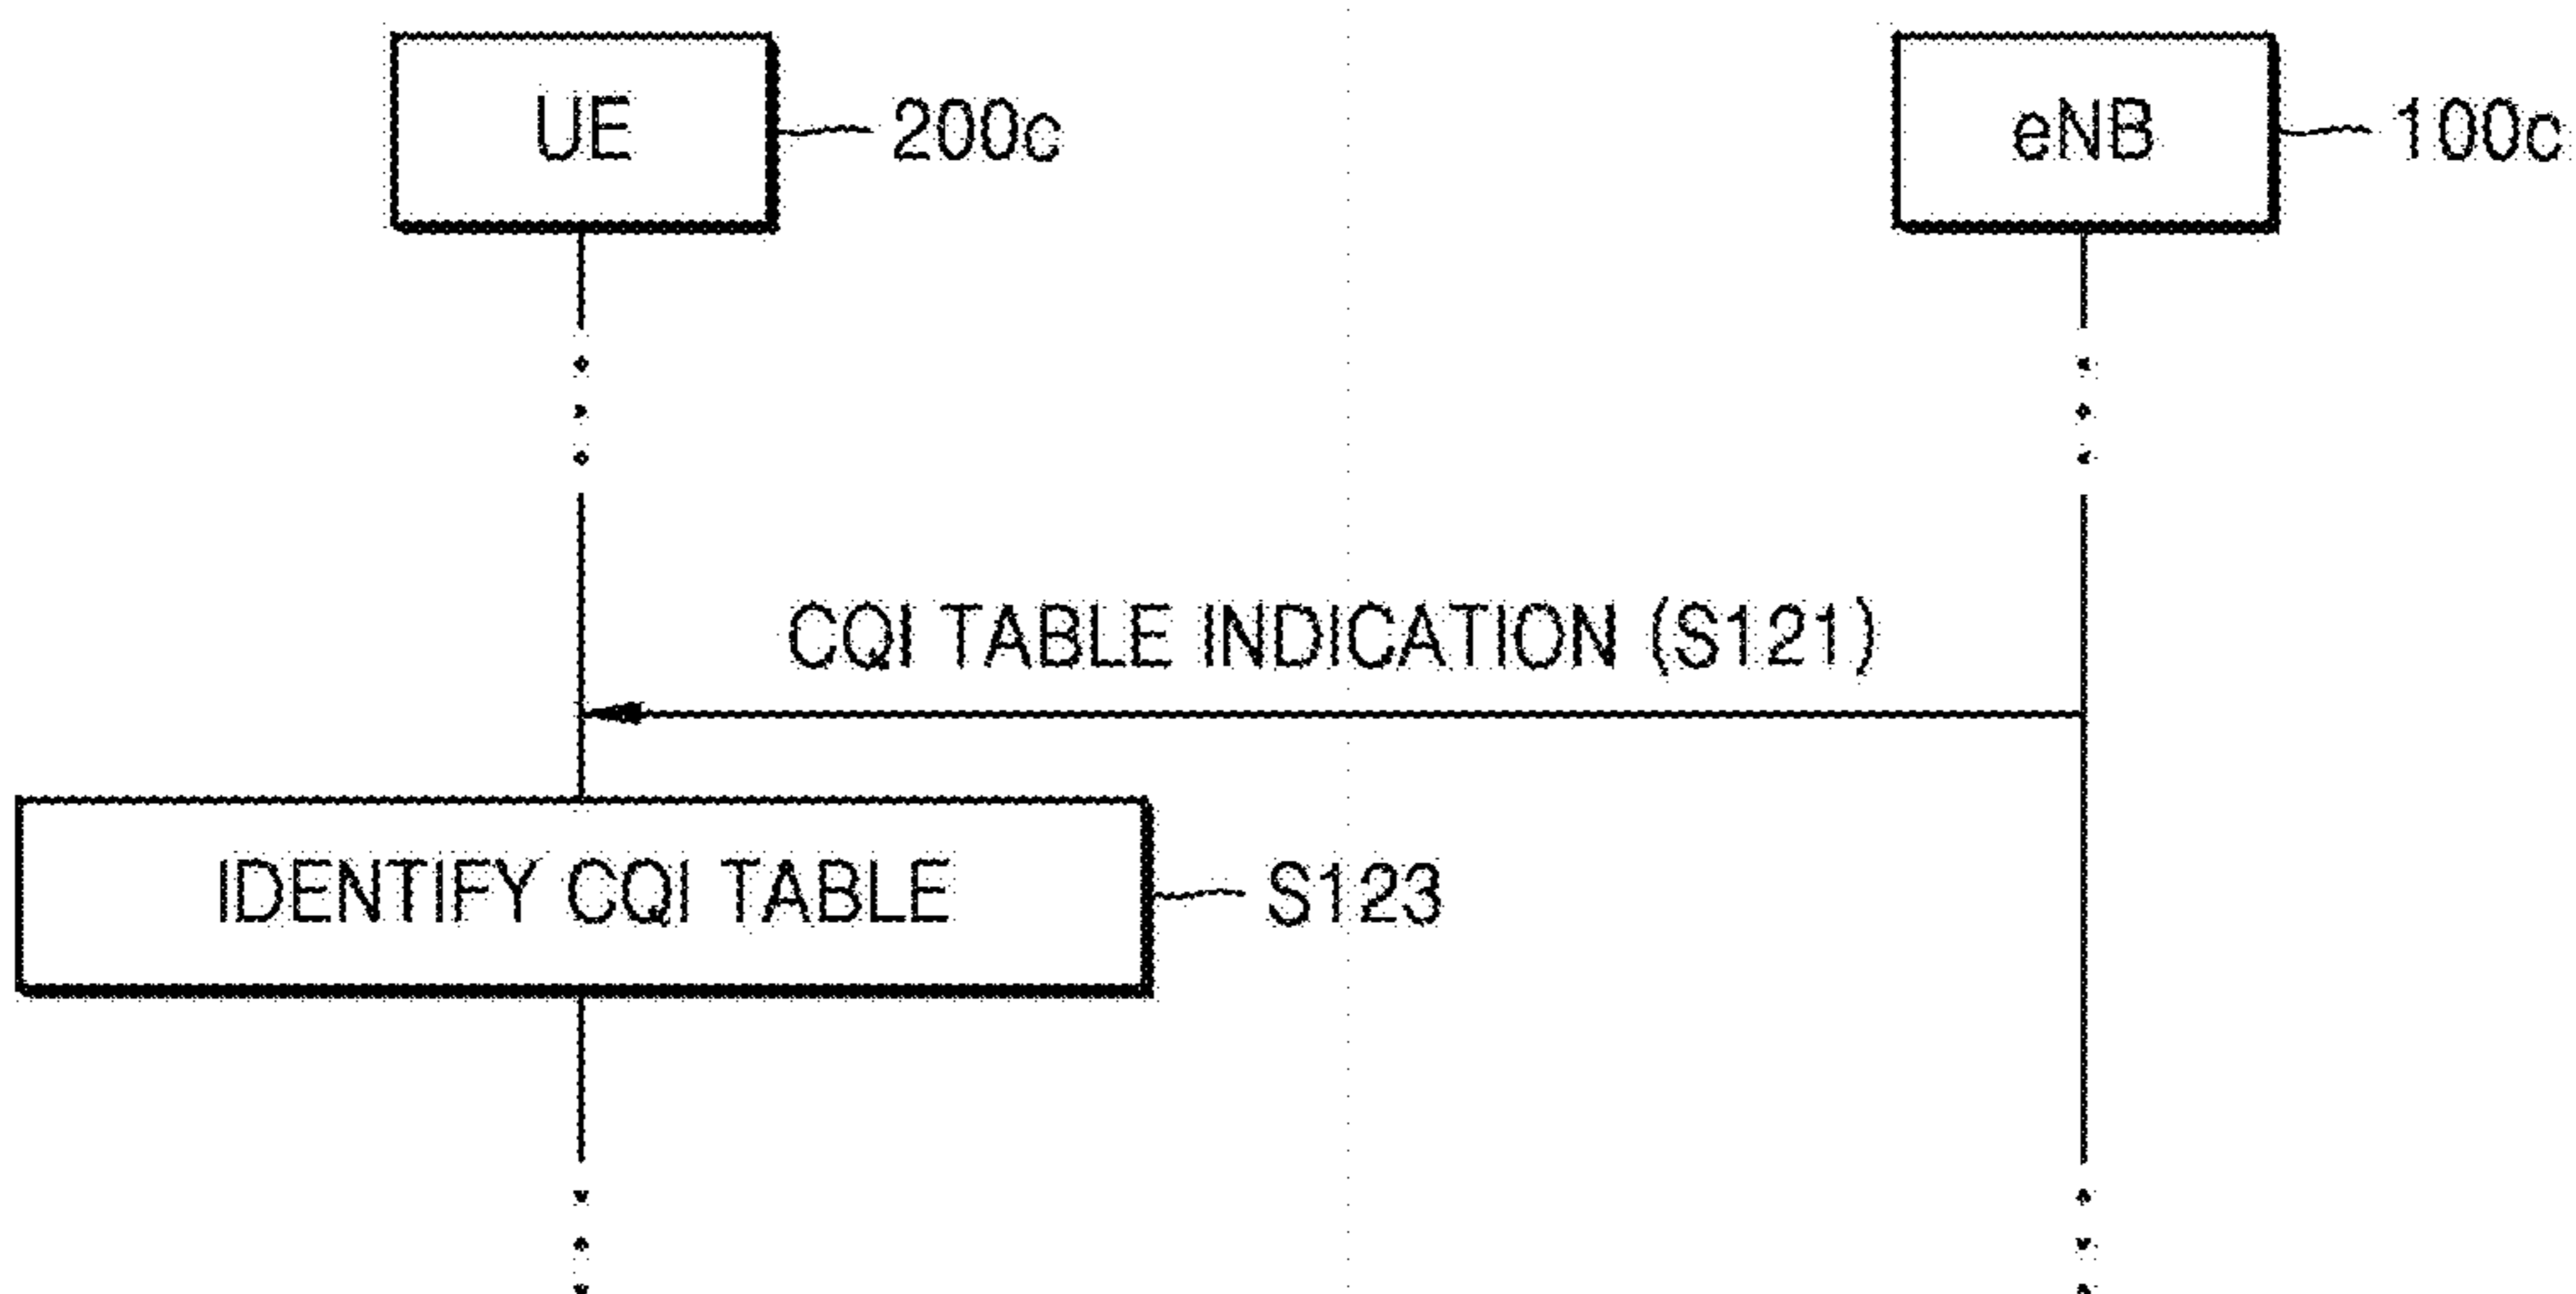 UE
200c
eNB
100c
CQI TABLE INDICATION (S121)
IDENTIFY CQI TABLE
S123